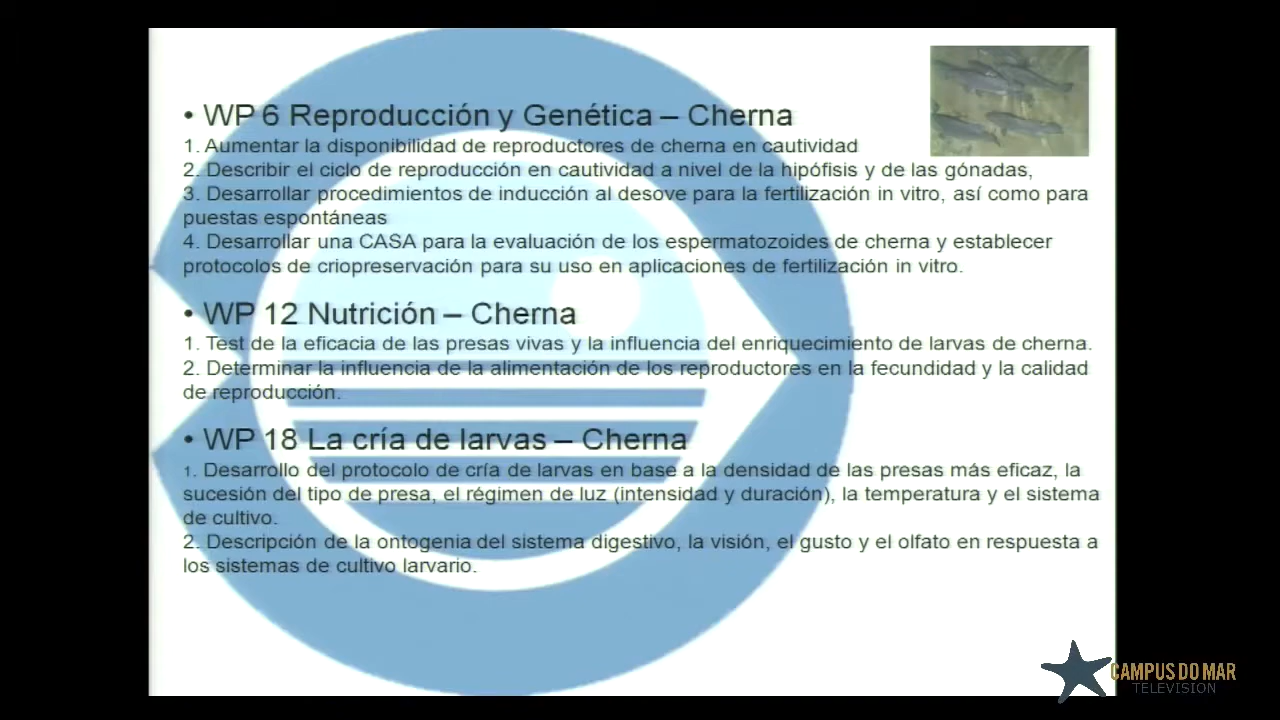 • WP 6 Reproducción y Genética – Cherna
1. Aumentar la disponibilidad de reproductores de cherna en cautividad
2. Describir el ciclo de reproducción en cautividad a nivel de la hipófisis y de las gónadas,
3. Desarrollar procedimientos de inducción al desove para la fertilización in vitro, así como para
puestas espontáneas
4. Desarrollar una CASA para la evaluación de los espermatozoides de cherna y establecer
protocolos de criopreservación para su uso en aplicaciones de fertilización in vitro.
• WP 12 Nutrición – Cherna
1. Test de la eficacia de las presas vivas y la influencia del enriquecimiento de larvas de cherna.
2. Determinar la influencia de la alimentación de los reproductores en la fecundidad y la calidad
de reproducción.
• WP 18 La cría de larvas – Cherna
1. Desarrollo del protocolo de cría de larvas en base a la densidad de las presas más eficaz, la
sucesión del tipo de presa, el régimen de luz (intensidad y duración), la temperatura y el sistema
de cultivo.
2. Descripción de la ontogenia del sistema digestivo, la visión, el gusto y el olfato en respuesta a
los sistemas de cultivo larvario.
CAMPUS DO MAR
TELEVISION